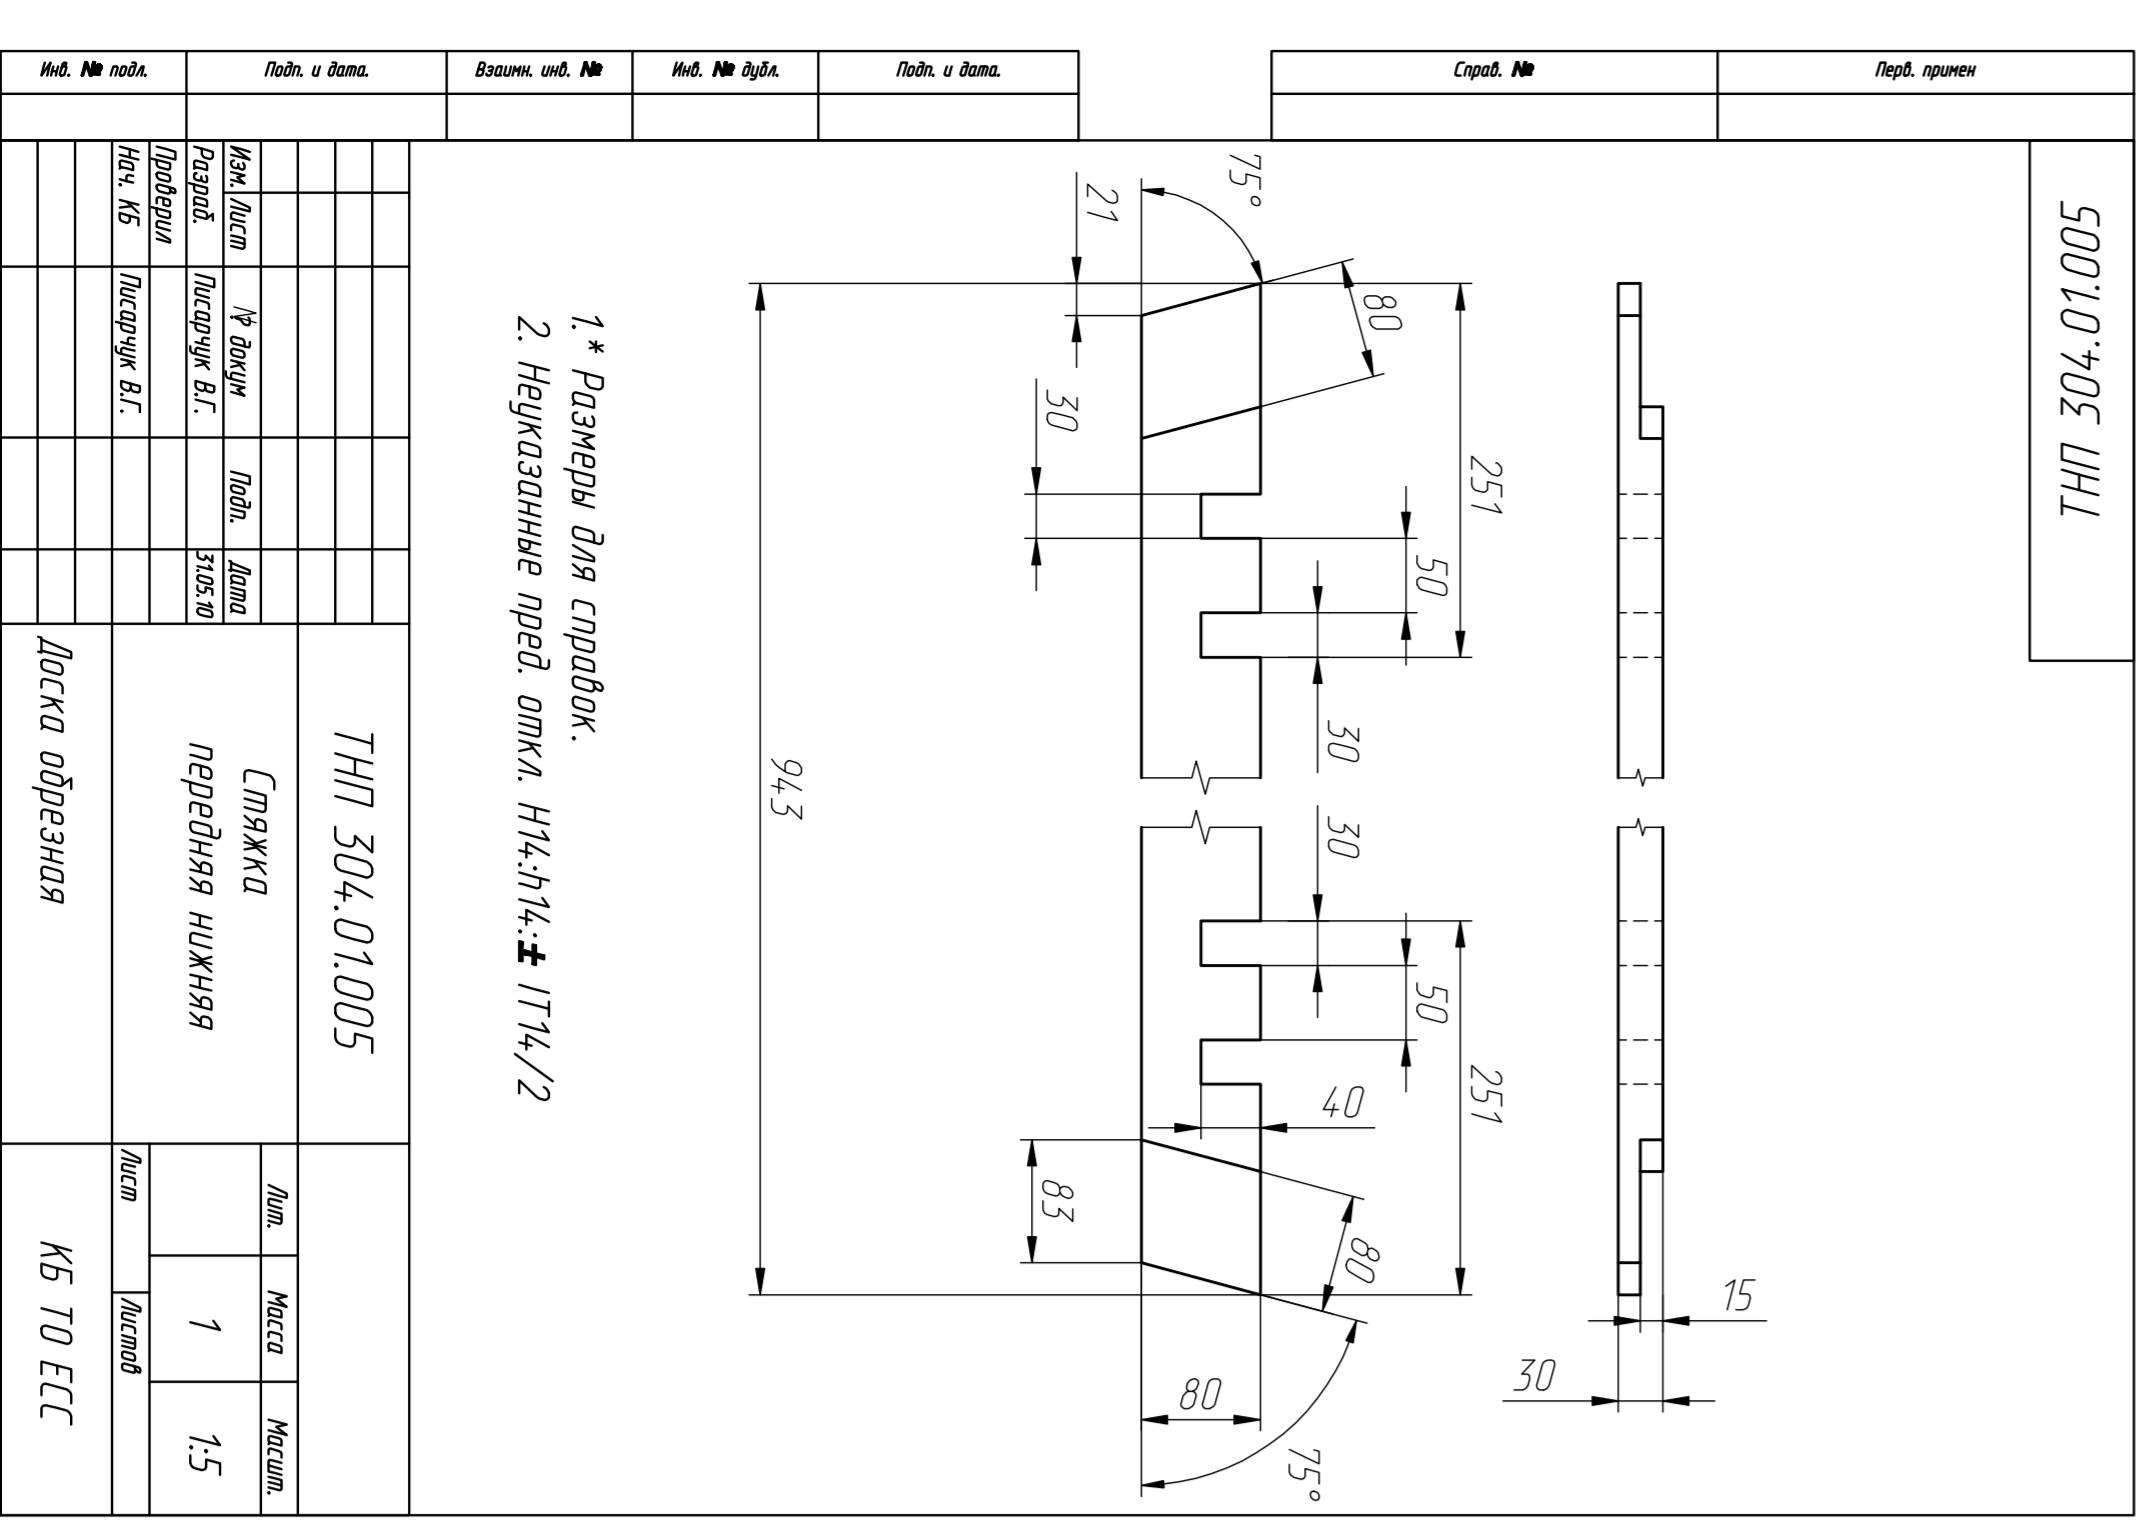 Инв. № подл.
Подп. и дата.
Взаимн. инв. №
Инв. № дубл.
Подп. и дата.
Справ. №
Перв. примен
ТНП 304.01.005
15
30
251
251
80
50
50
80
75°
75°
30
30
40
80
21
30
83
943
1.* Размеры для справок.
2. Неуказанные пред. откл. H14:h14:± IT14/2
ТНП 304.01.005
Изм. Лист № докум Подп. Дата
Разраб. Писарчук В.Г. 31.05.10
Проверил
Нач. КБ Писарчук В.Г.
Стяжка
передняя нижняя
Лит. Масса Масшт.
1 1:5
Лист Листов
Доска обрезная
КБ ТО ЕСС